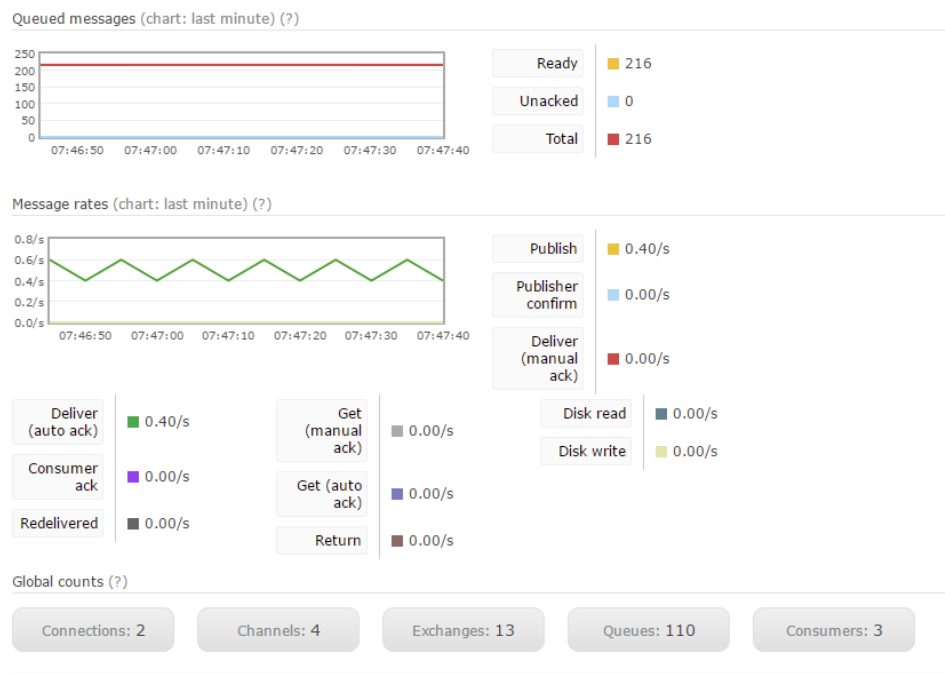 Queued messages (chart: last minute) (?)
250
200
150
100
50
0
07:46:50 07:47:00 07:47:10 07:47:20 07:47:30 07:47:40
Ready 216
Unacked 0
Total 216
Message rates (chart: last minute) (?)
0.8/s
0.6/s
0.4/s
0.2/s
0.0/s
07:46:50 07:47:00 07:47:10 07:47:20 07:47:30 07:47:40
Publish 0.40/s
Publisher
confirm 0.00/s
Deliver
(manual 0.00/s
ack)
Deliver
(auto ack) 0.40/s
Consumer
ack 0.00/s
Redelivered 0.00/s
Get
(manual 0.00/s
ack)
Get (auto
ack) 0.00/s
Return 0.00/s
Disk read 0.00/s
Disk write 0.00/s
Global counts (?)
Connections: 2 Channels: 4 Exchanges: 13 Queues: 110 Consumers: 3